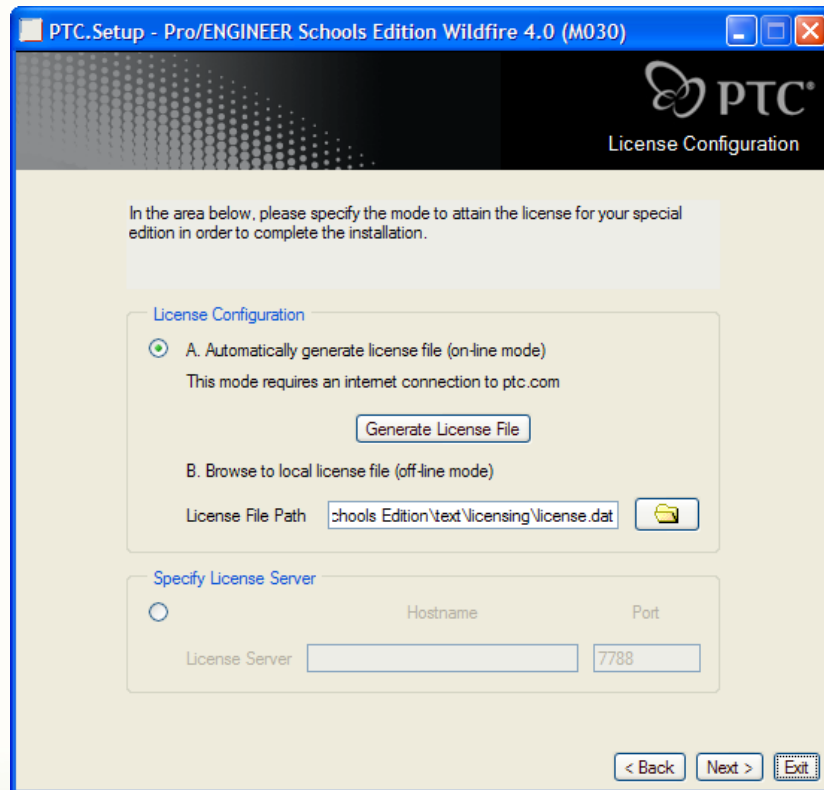 PTC.Setup - Pro/ENGINEER Schools Edition Wildfire 4.0 (M030)
PTC®
License Configuration
In the area below, please specify the mode to attain the license for your special
edition in order to complete the installation.
License Configuration
A. Automatically generate license file (on-line mode)
This mode requires an internet connection to ptc.com
Generate License File
B. Browse to local license file (off-line mode)
License File Path chools Edition\text\licensing\license.dat
Specify License Server
Hostname Port
License Server 7788
< Back Next > Exit